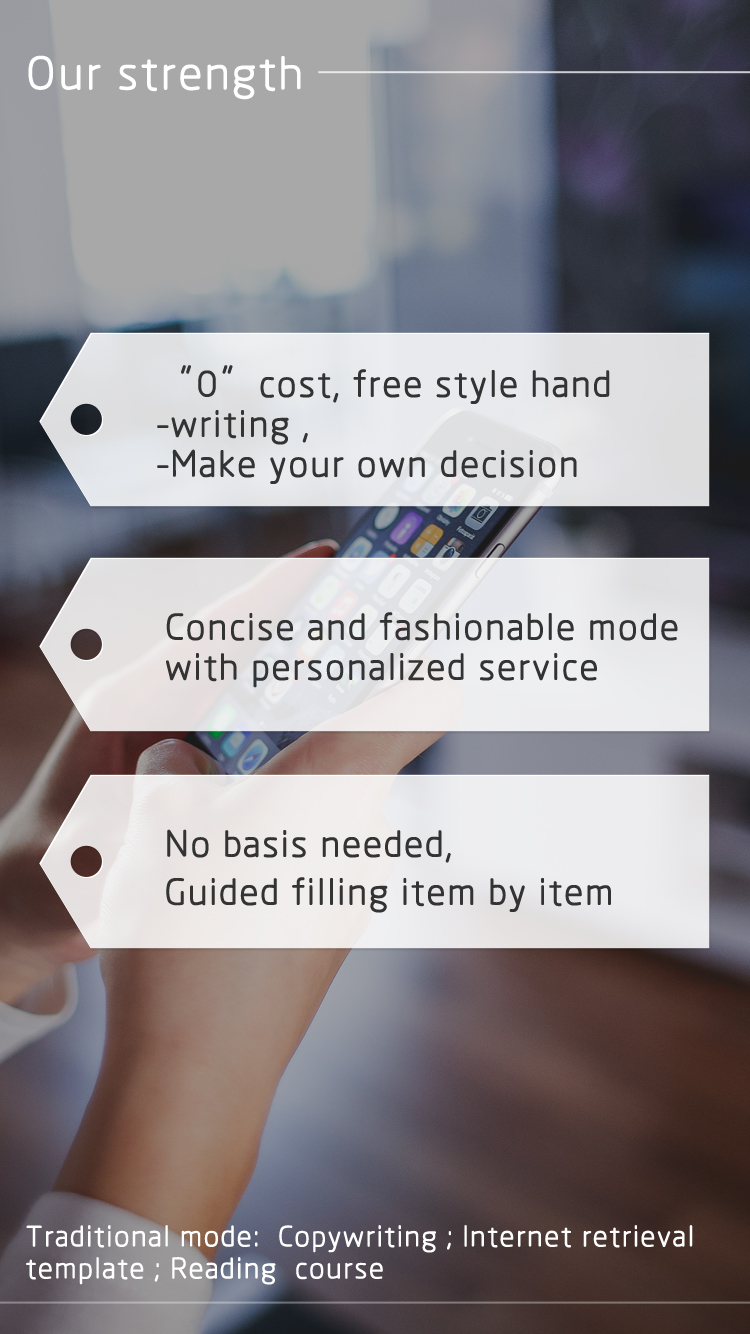 Our strength
"0" cost, free style hand
-writing ,
-Make your own decision
Concise and fashionable mode
with personalized service
No basis needed,
Guided filling item by item
Traditional mode: Copywriting ; Internet retrieval
template ; Reading course